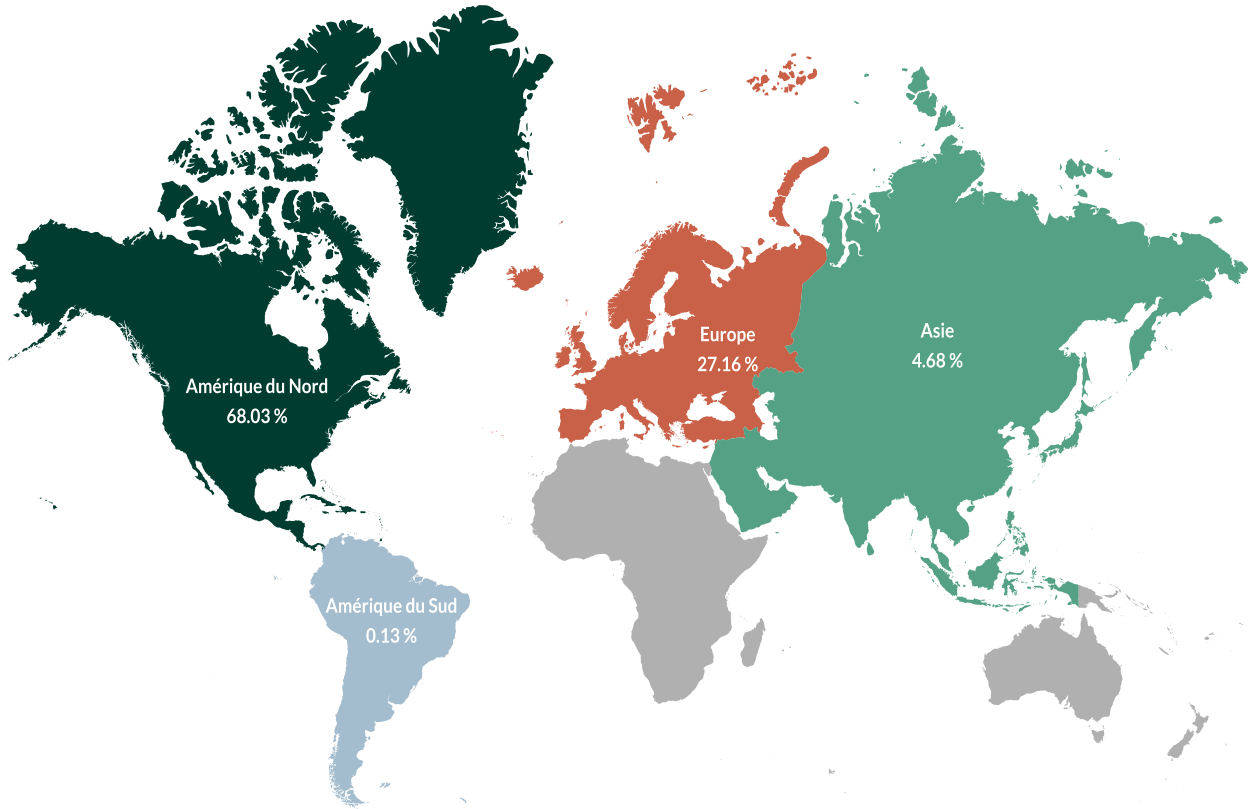 Europe
27.16 %
Asie
4.68 %
Amérique du Nord
68.03 %
Amérique du Sud
0.13 %